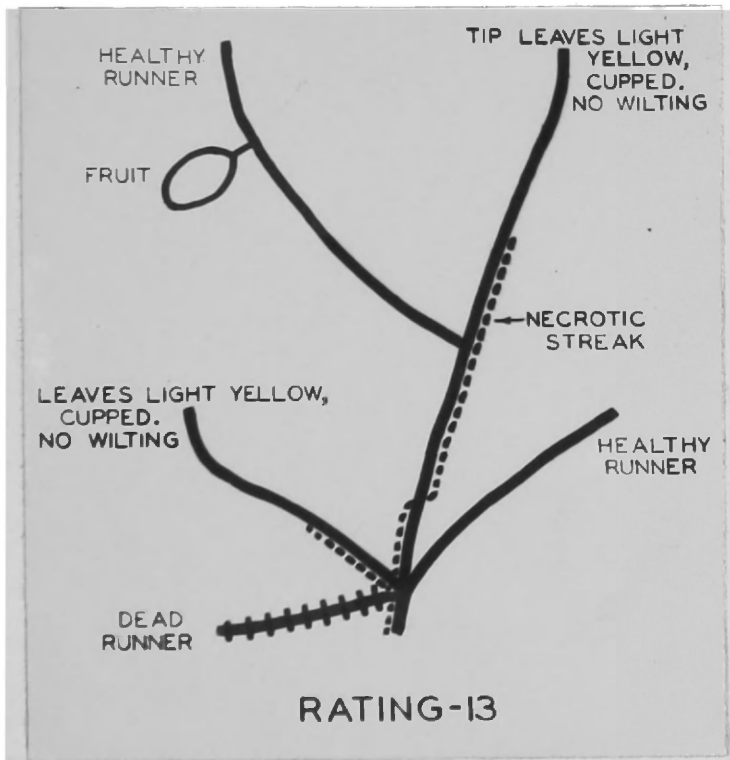 HEALTHY
RUNNER
TIP LEAVES LIGHT
YELLOW,
CUPPED.
NO WILTING
FRUIT
NECROTIC
STREAK
LEAVES LIGHT YELLOW,
CUPPED.
NO WILTING
HEALTHY
RUNNER
DEAD
RUNNER
RATING-13